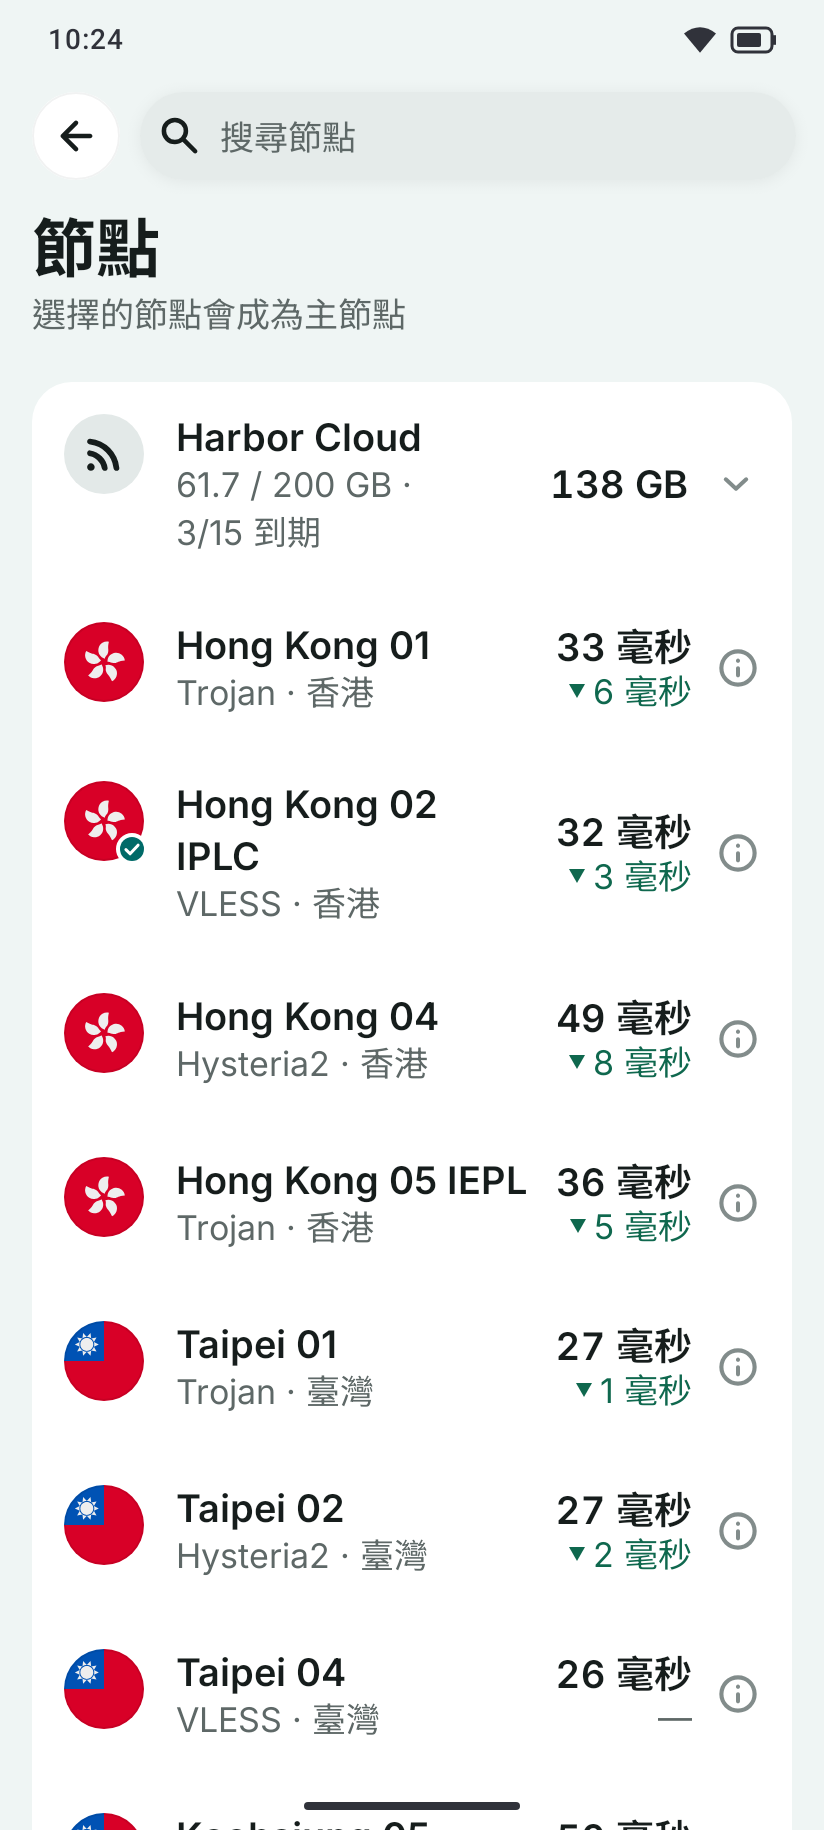 10:24
搜尋節點
節點
選擇的節點會成為主節點
Harbor Cloud
61.7 / 200 GB ·
3/15 到期
138 GB
Hong Kong 01
Trojan · 香港
33 毫秒
▼6 毫秒
Hong Kong 02
IPLC
VLESS · 香港
32 毫秒
▼3 毫秒
Hong Kong 04
Hysteria2 · 香港
49 毫秒
▼8 毫秒
Hong Kong 05 IEPL
Trojan · 香港
36 毫秒
▼5 毫秒
Taipei 01
Trojan · 臺灣
27 毫秒
▼1 毫秒
Taipei 02
Hysteria2 · 臺灣
27 毫秒
▼2 毫秒
Taipei 04
VLESS · 臺灣
26 毫秒
—